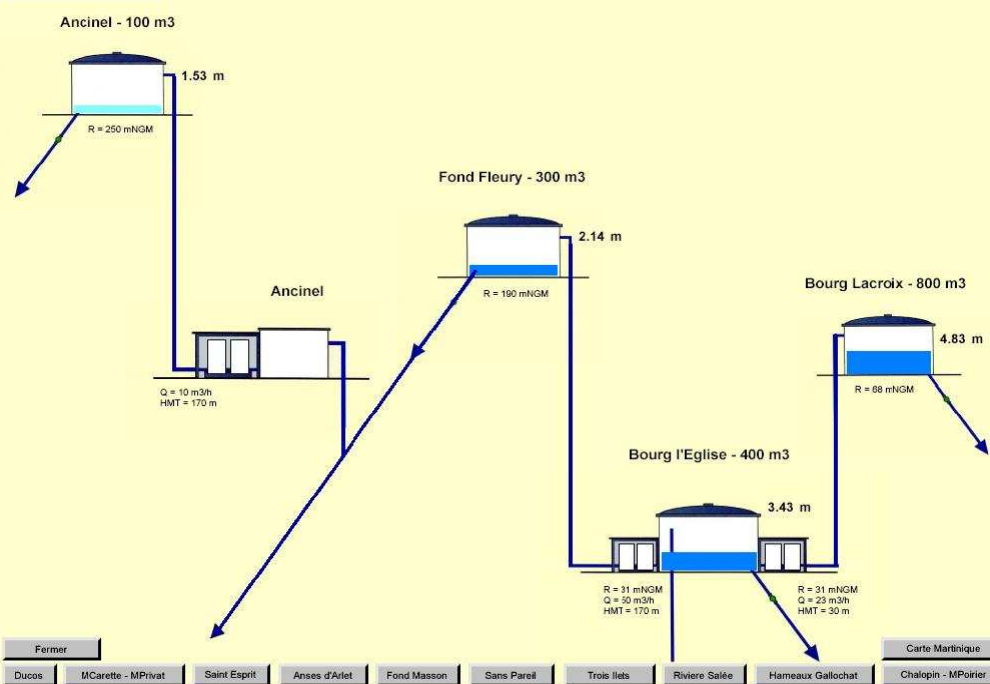 Ancinel - 100 m3
1.53 m
R = 250 mNGM
Fond Fleury - 300 m3
2.14 m
R = 190 mNGM
Ancinel
Q = 10 m3/h
HMT = 170 m
Bourg Lacroix - 800 m3
4.83 m
R = 68 mNGM
Bourg l'Eglise - 400 m3
3.43 m
R = 31 mNGM
Q = 50 m3/h
HMT = 170 m
R = 31 mNGM
Q = 23 m3/h
HMT = 30 m
Fermer
Carte Martinique
Ducos
MCarette - MPrivat
Saint Esprit
Anses d'Arlet
Fond Masson
Sans Pareil
Trois Ilets
Riviere Salée
Hameaux Gallochat
Chalopin - MPoirier